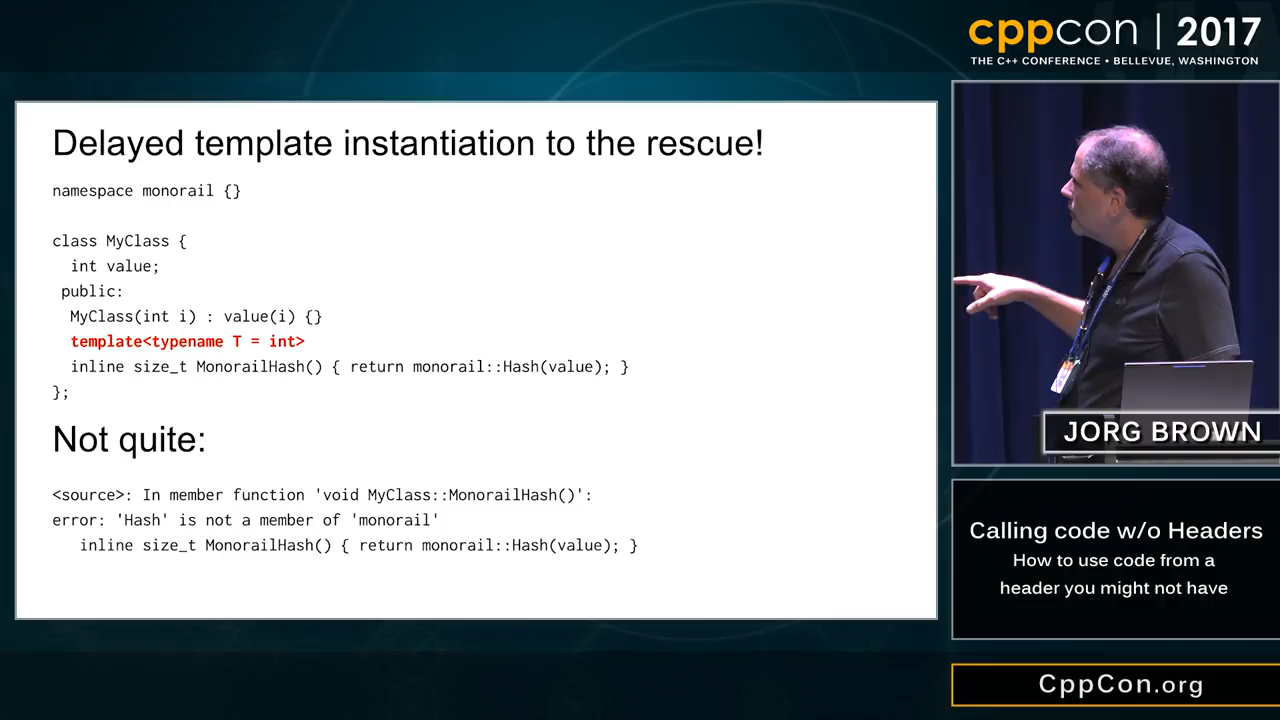 cppcon | 2017
THE C++ CONFERENCE • BELLEVUE, WASHINGTON
Delayed template instantiation to the rescue!
namespace monorail {}
class MyClass {
int value;
public:
MyClass(int i) : value(i) {}
template<typename T = int>
inline size_t MonorailHash() { return monorail::Hash(value); }
};
Not quite:
<source>: In member function 'void MyClass::MonorailHash()':
error: 'Hash' is not a member of 'monorail'
inline size_t MonorailHash() { return monorail::Hash(value); }
JORG BROWN
Calling code w/o Headers
How to use code from a
header you might not have
CppCon.org